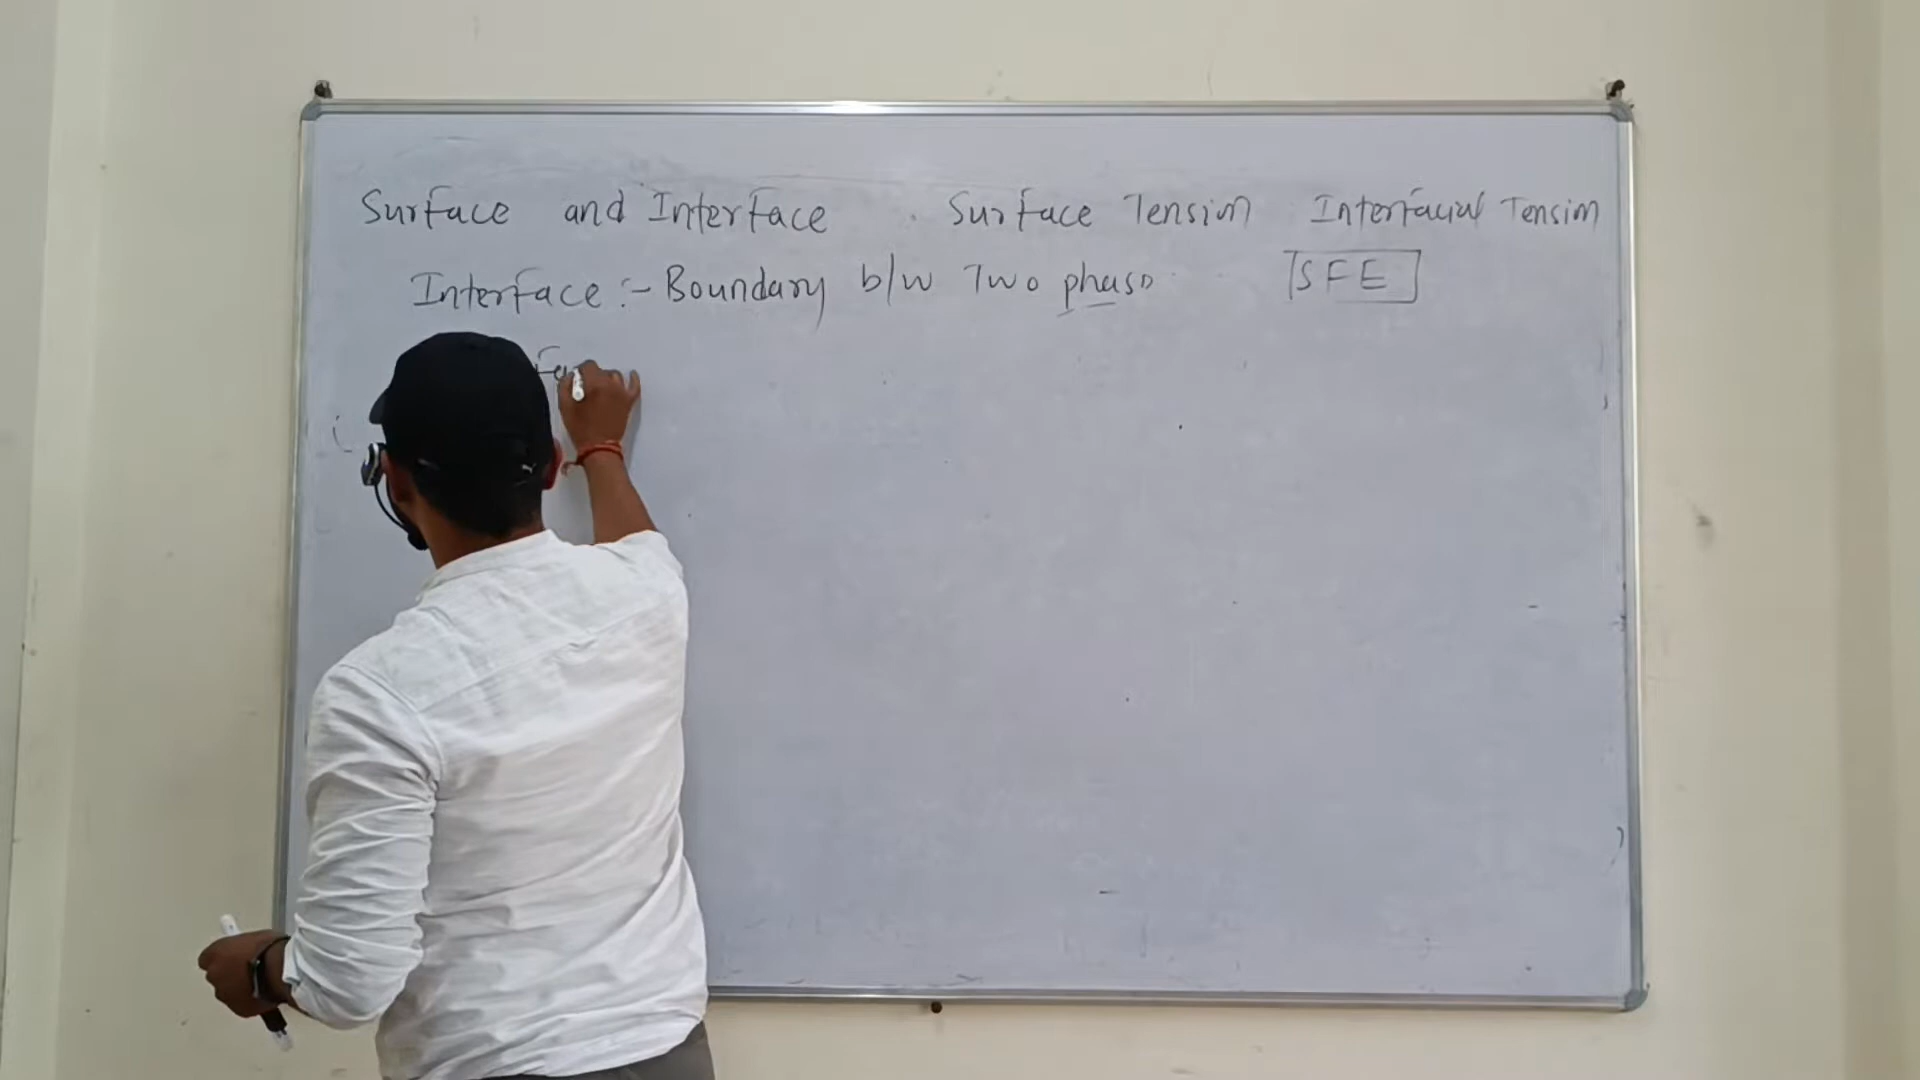 Surface and Interface Surface Tension Interfacial Tension
Interface :- Boundary b/w Two phases SFE